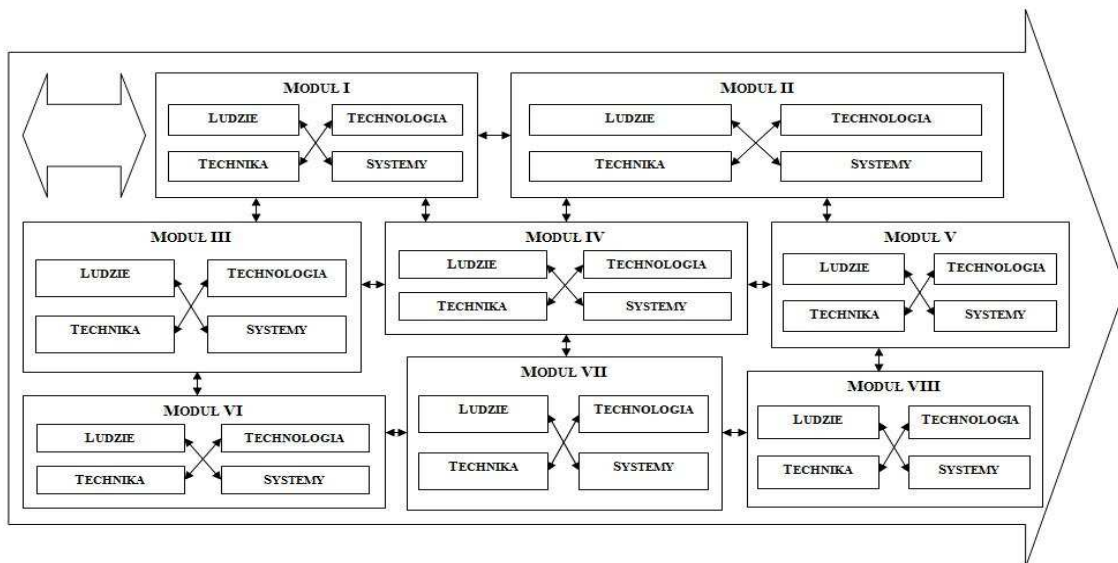 MODUŁ I
LUDZIE TECHNOLOGIA
TECHNIKA SYSTEMY
MODUŁ II
LUDZIE TECHNOLOGIA
TECHNIKA SYSTEMY
MODUŁ III
LUDZIE TECHNOLOGIA
TECHNIKA SYSTEMY
MODUŁ IV
LUDZIE TECHNOLOGIA
TECHNIKA SYSTEMY
MODUŁ V
LUDZIE TECHNOLOGIA
TECHNIKA SYSTEMY
MODUŁ VI
LUDZIE TECHNOLOGIA
TECHNIKA SYSTEMY
MODUŁ VII
LUDZIE TECHNOLOGIA
TECHNIKA SYSTEMY
MODUŁ VIII
LUDZIE TECHNOLOGIA
TECHNIKA SYSTEMY